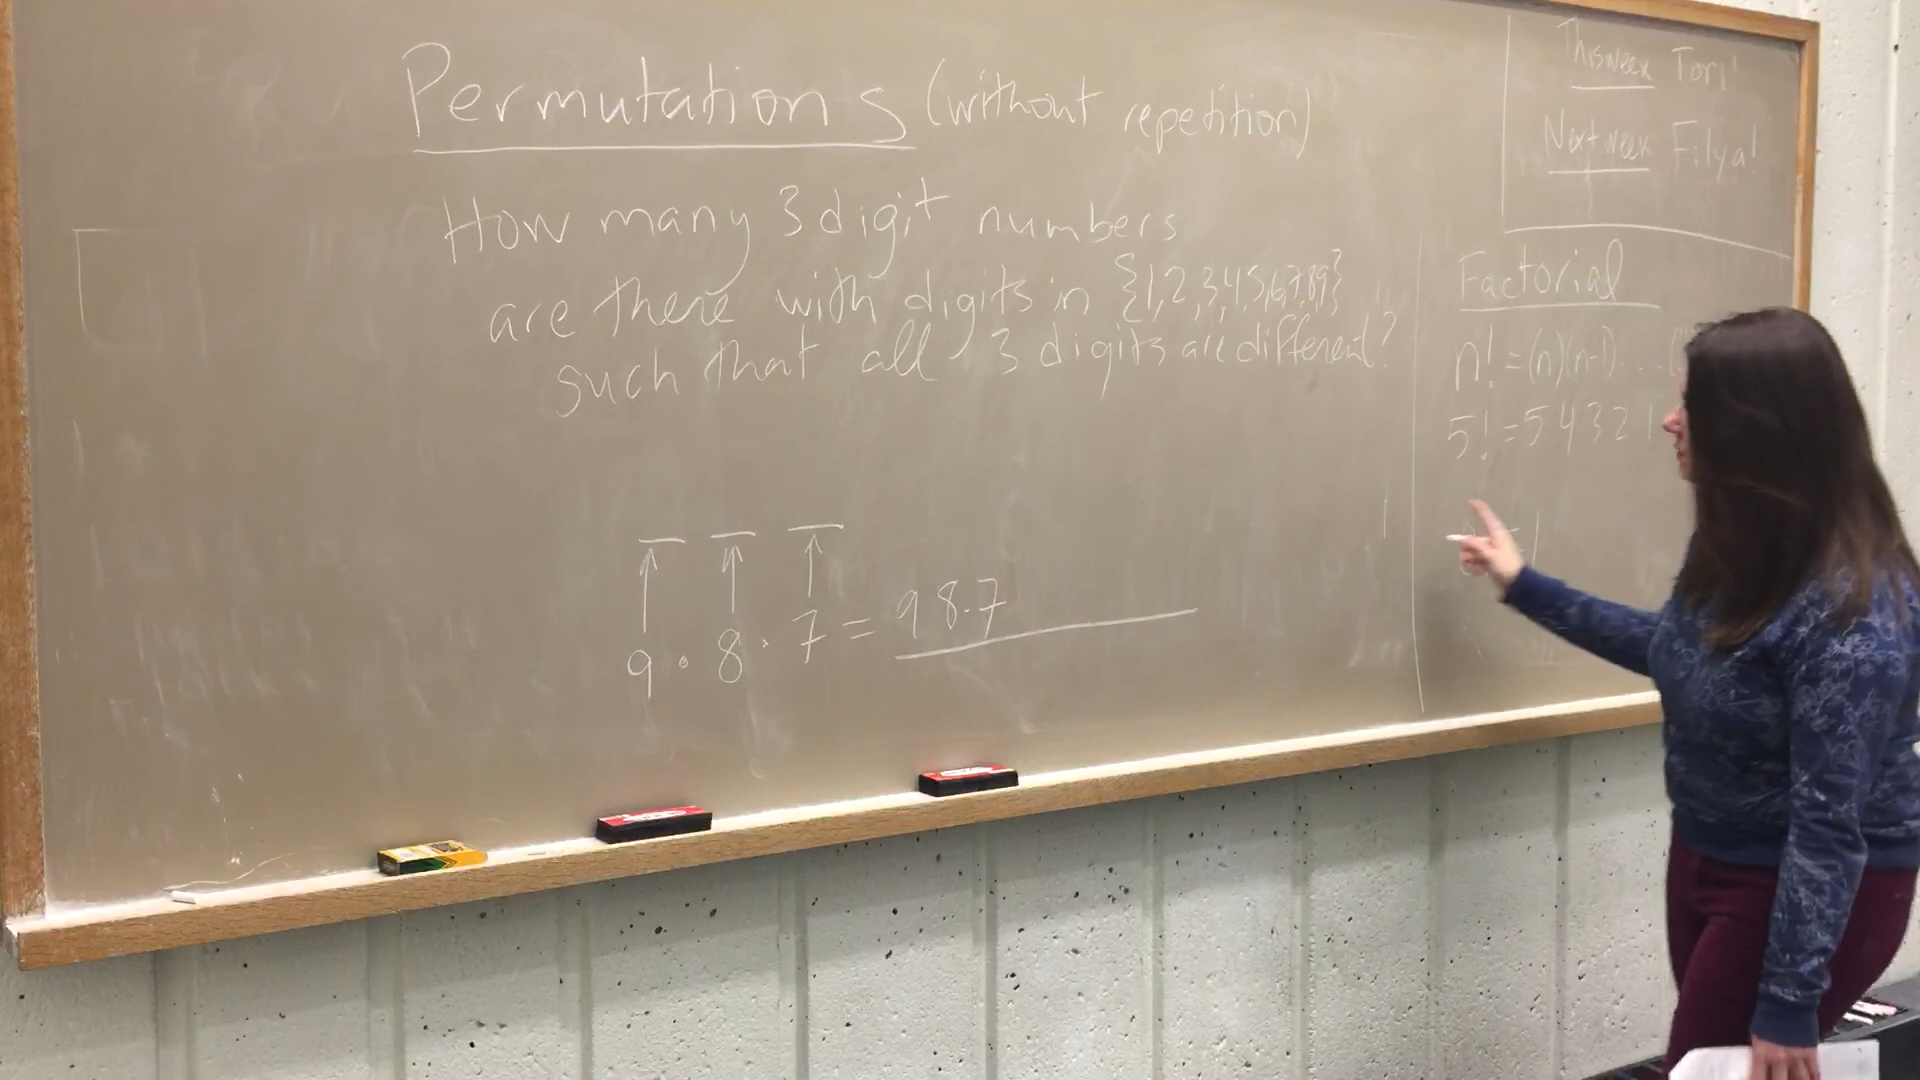 Permutations (without repetition)
How many 3 digit numbers
are there with digits in {1,2,3,4,5,6,7,8,9}
such that all 3 digits are different?
9 · 8 · 7 = 9 8·7
This week Tori
Next week Filya
Factorial
n! = (n)(n-1) ... (
5! = 5 4 3 2 1
= 1